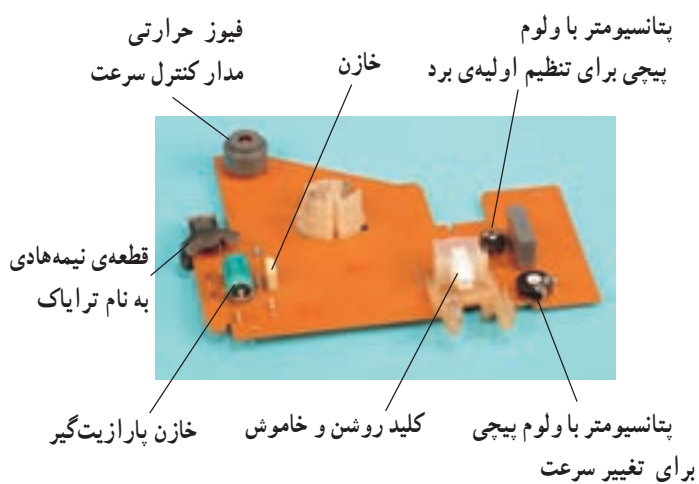 پتانسیومتر با ولوم
پیچی برای تنظیم اولیه‌ی برد
خازن
فیوز حرارتی
مدار کنترل سرعت
قطعه‌ی نیمه‌هادی
به نام ترایاک
پتانسیومتر با ولوم پیچی
برای تغییر سرعت
کلید روشن و خاموش
خازن پارازیت‌گیر